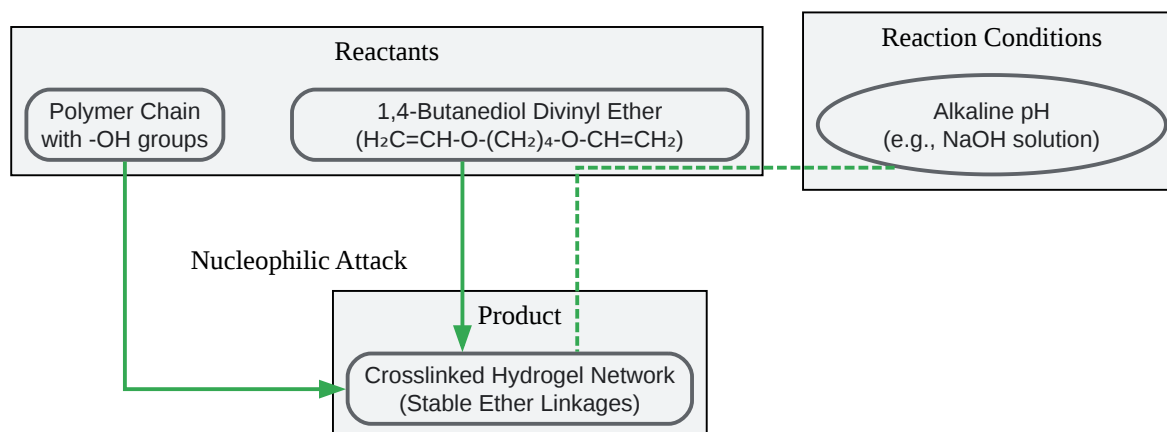 Reactants
Polymer Chain
with -OH groups
1,4-Butanediol Divinyl Ether
(H₂C=CH-O-(CH₂)₄-O-CH=CH₂)
Reaction Conditions
Alkaline pH
(e.g., NaOH solution)
Nucleophilic Attack
Product
Crosslinked Hydrogel Network
(Stable Ether Linkages)